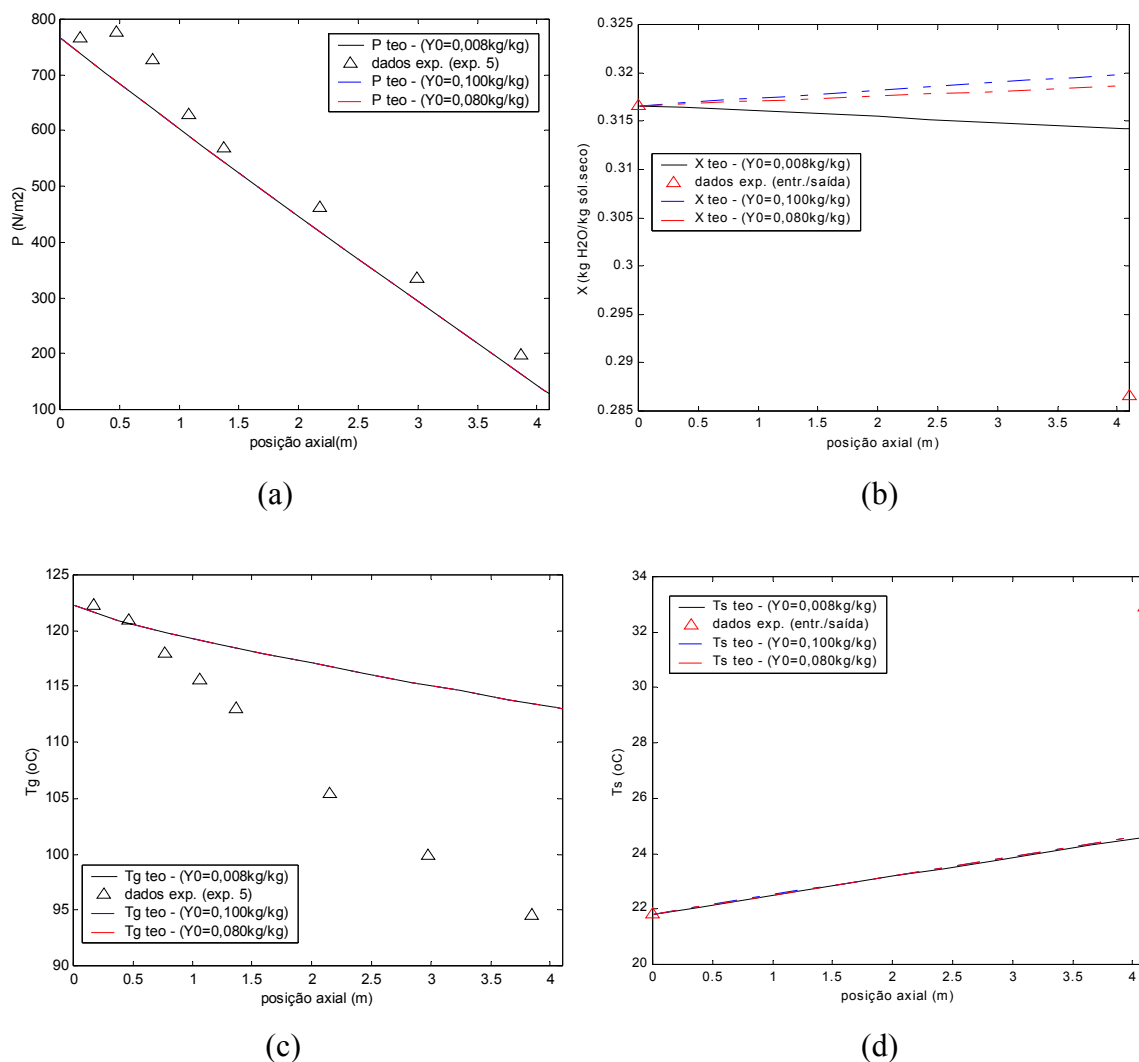 800
700
600
500
400
300
200
100
P (N/m2)
0 0.5 1 1.5 2 2.5 3 3.5 4
posição axial(m)
P teo - (Y0=0,008kg/kg)
dados exp. (exp. 5)
P teo - (Y0=0,100kg/kg)
P teo - (Y0=0,080kg/kg)
(a)
0.325
0.32
0.315
0.31
0.305
0.3
0.295
0.29
0.285
X (kg H2O/kg sól.seco)
0 0.5 1 1.5 2 2.5 3 3.5 4
posição axial (m)
X teo - (Y0=0,008kg/kg)
dados exp. (entr./saída)
X teo - (Y0=0,100kg/kg)
X teo - (Y0=0,080kg/kg)
(b)
125
120
115
110
105
100
95
90
Tg (oC)
0 0.5 1 1.5 2 2.5 3 3.5 4
posição axial (m)
Tg teo - (Y0=0,008kg/kg)
dados exp. (exp. 5)
Tg teo - (Y0=0,100kg/kg)
Tg teo - (Y0=0,080kg/kg)
(c)
34
32
30
28
26
24
22
20
Ts (oC)
0 0.5 1 1.5 2 2.5 3 3.5 4
posição axial (m)
Ts teo - (Y0=0,008kg/kg)
dados exp. (entr./saída)
Ts teo - (Y0=0,100kg/kg)
Ts teo - (Y0=0,080kg/kg)
(d)